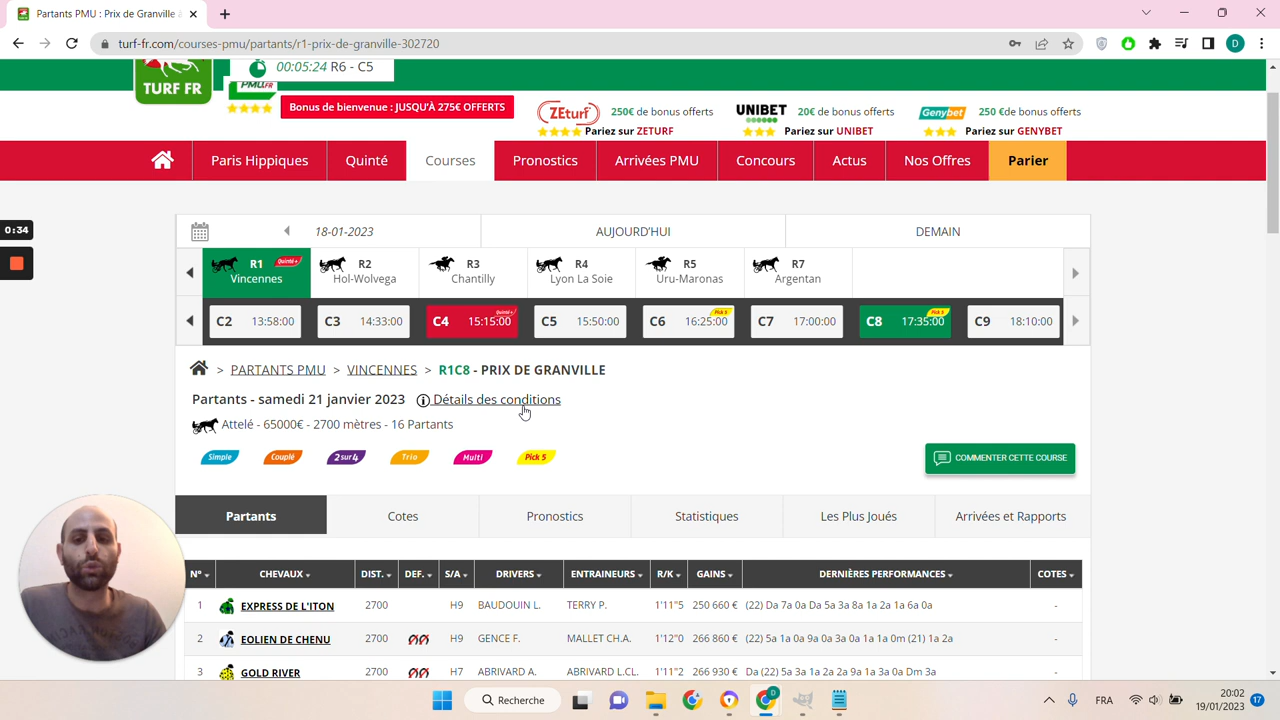 Partants PMU : Prix de Granville à
turf-fr.com/courses-pmu/partants/r1-prix-de-granville-302720
D
TURF FR
00:05:24 R6 - C5
PMU.FR
Bonus de bienvenue : JUSQU'À 275€ OFFERTS
ZEturf 250€ de bonus offerts
Pariez sur ZETURF
UNIBET 20€ de bonus offerts
Pariez sur UNIBET
Genybet 250 €de bonus offerts
Pariez sur GENYBET
Paris Hippiques Quinté Courses Pronostics Arrivées PMU Concours Actus Nos Offres Parier
0:34
18-01-2023 AUJOURD'HUI DEMAIN
R1 Quinté+ R2 R3 R4 R5 R7
Vincennes Hol-Wolvega Chantilly Lyon La Soie Uru-Maronas Argentan
C2 13:58:00 C3 14:33:00 C4 15:15:00 Quinté+ C5 15:50:00 C6 16:25:00 Pick 5 C7 17:00:00 C8 17:35:00 Pick 5 C9 18:10:00
> PARTANTS PMU > VINCENNES > R1C8 - PRIX DE GRANVILLE
Partants - samedi 21 janvier 2023 Détails des conditions
Attelé - 65000€ - 2700 mètres - 16 Partants
Simple Couplé 2sur4 Trio Multi Pick 5
COMMENTER CETTE COURSE
Partants Cotes Pronostics Statistiques Les Plus Joués Arrivées et Rapports
N° CHEVAUX DIST. DEF. S/A DRIVERS ENTRAINEURS R/K GAINS DERNIÈRES PERFORMANCES COTES
1 EXPRESS DE L'ITON 2700 H9 BAUDOUIN L. TERRY P. 1'11"5 250 660 € (22) Da 7a 0a Da 5a 3a 8a 1a 2a 1a 6a 0a -
2 EOLIEN DE CHENU 2700 H9 GENCE F. MALLET CH.A. 1'12"0 266 860 € (22) 5a 1a 0a 9a 0a 3a 0a 1a 1a 0m (21) 1a 2a -
3 GOLD RIVER 2700 H7 ABRIVARD A. ABRIVARD L.CL. 1'11"2 266 930 € Da (22) 5a 3a 1a 2a 2a 9a 1a 3a 0a Dm 3a -
Recherche
D
FRA
20:02
19/01/2023
17